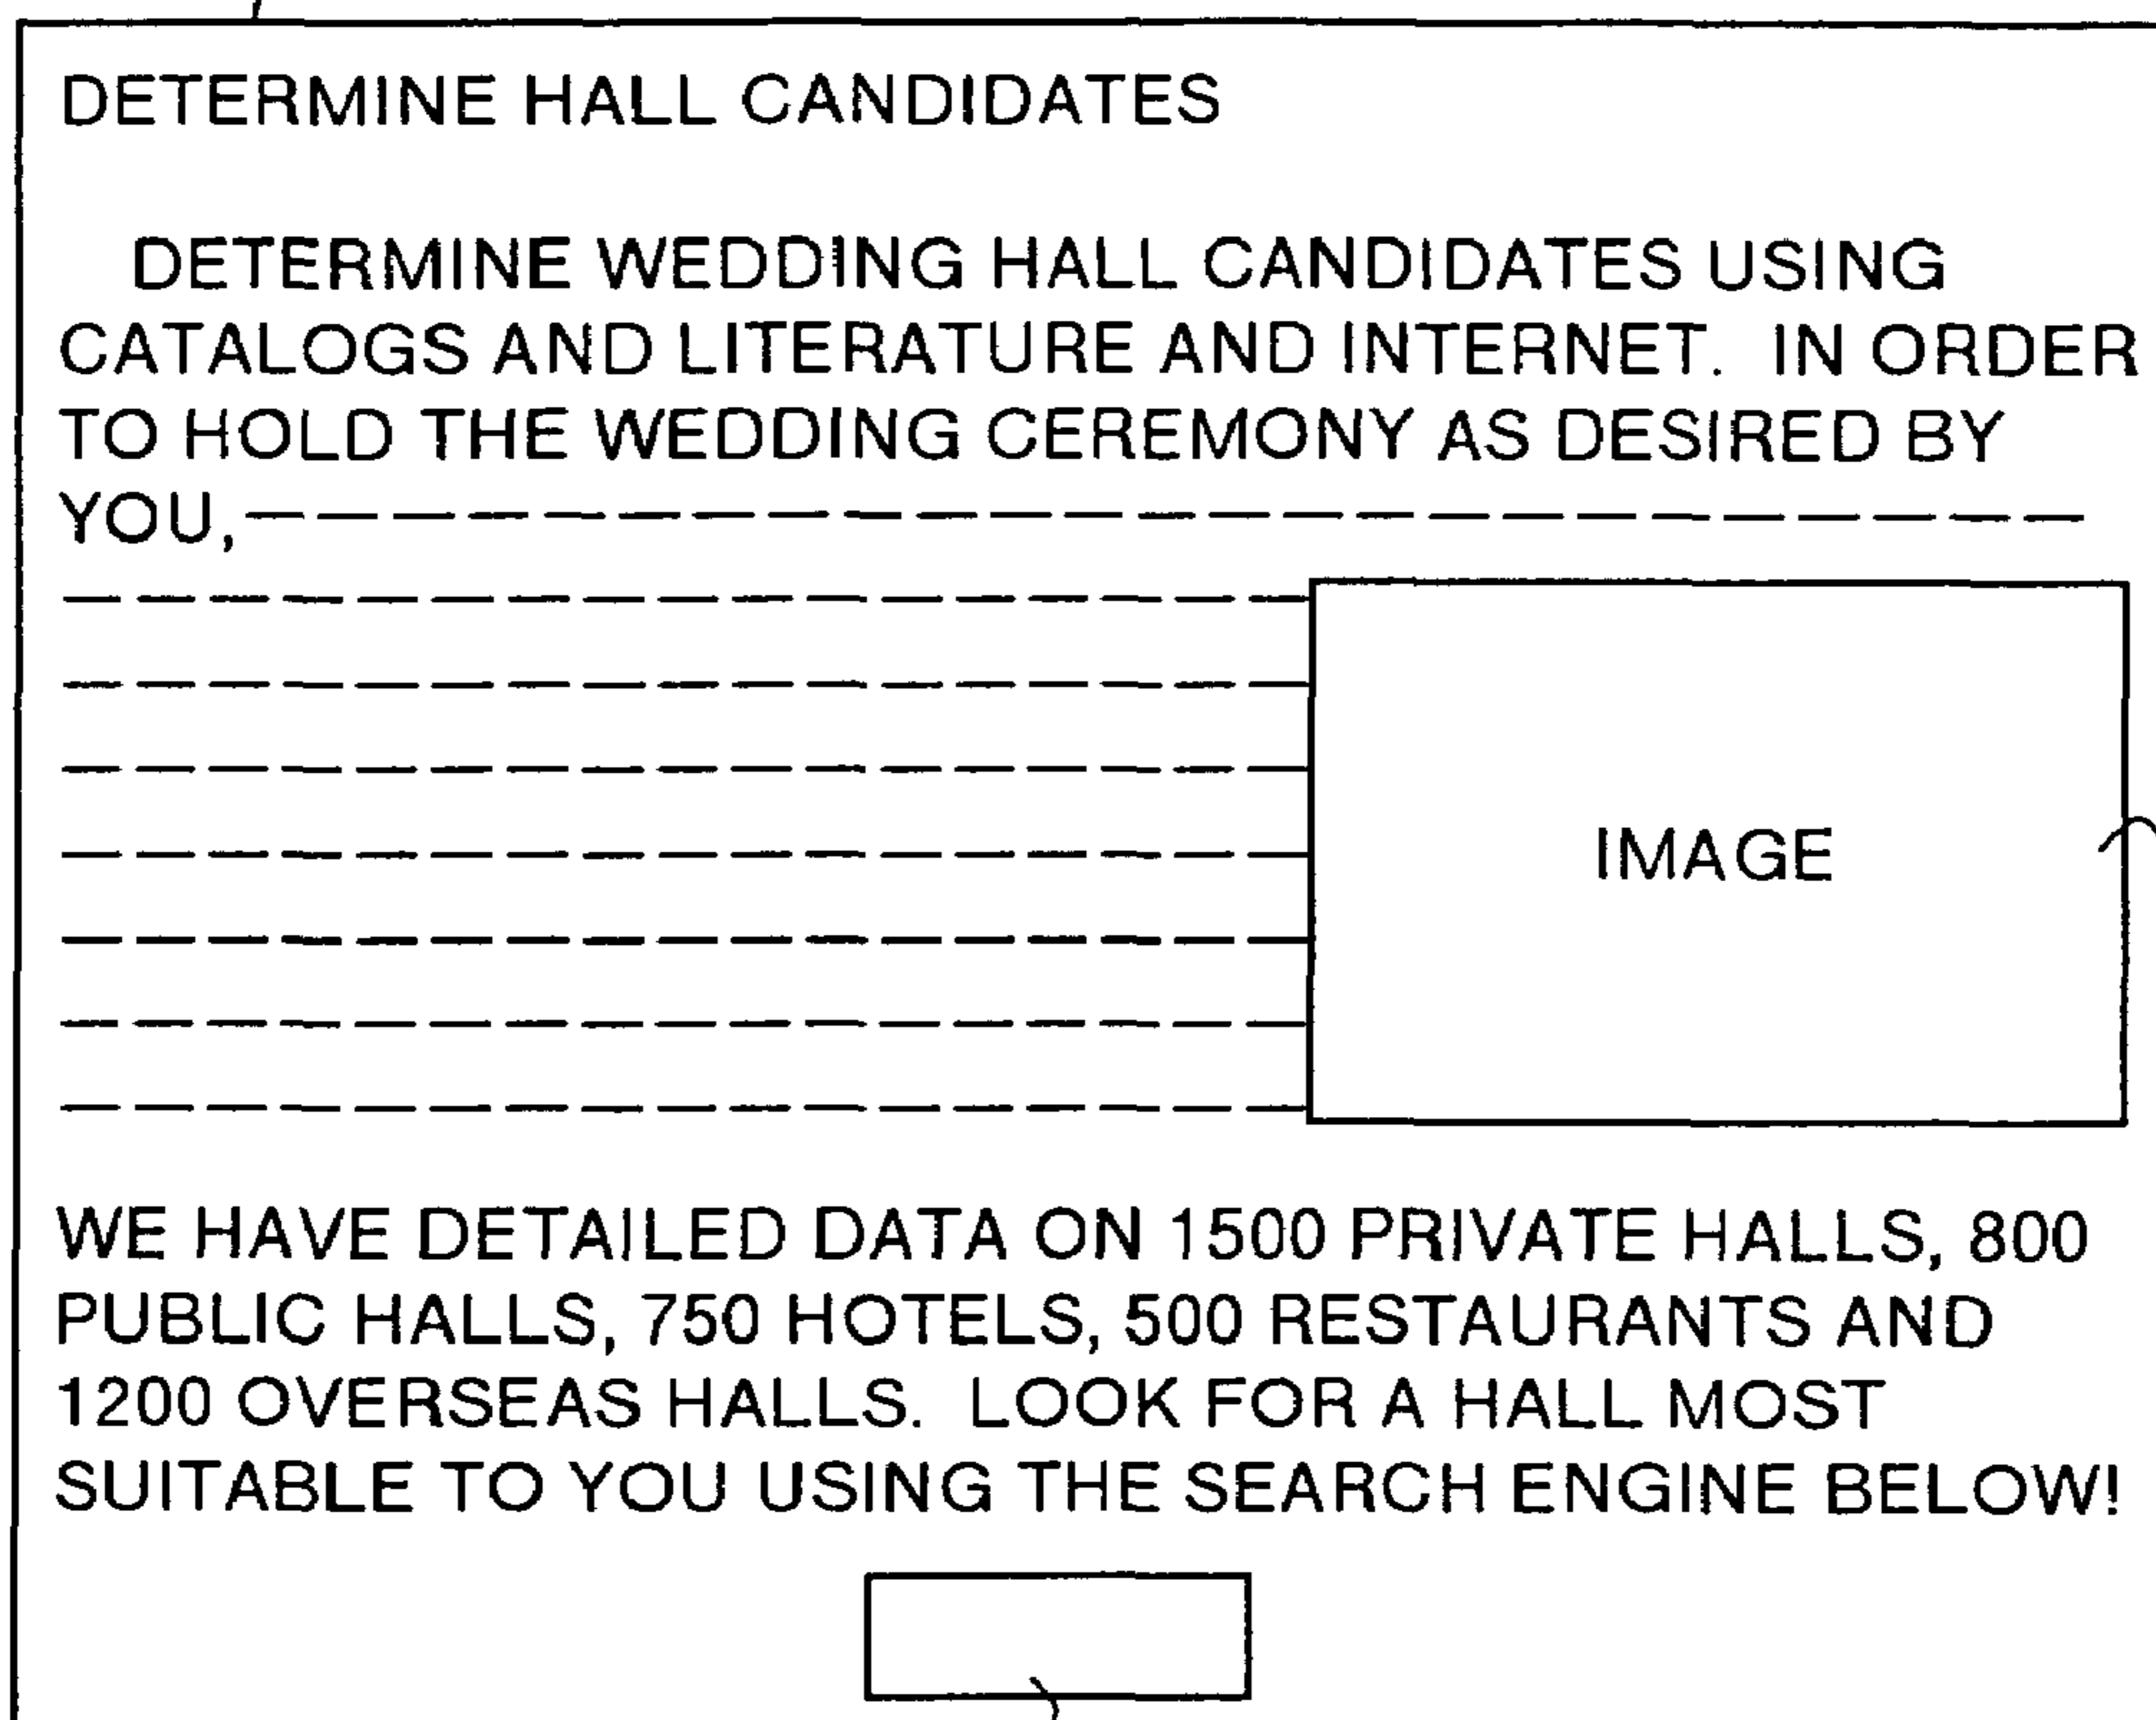 DETERMINE HALL CANDIDATES
DETERMINE WEDDING HALL CANDIDATES USING
CATALOGS AND LITERATURE AND INTERNET. IN ORDER
TO HOLD THE WEDDING CEREMONY AS DESIRED BY
YOU,
IMAGE
WE HAVE DETAILED DATA ON 1500 PRIVATE HALLS, 800
PUBLIC HALLS, 750 HOTELS, 500 RESTAURANTS AND
1200 OVERSEAS HALLS. LOOK FOR A HALL MOST
SUITABLE TO YOU USING THE SEARCH ENGINE BELOW!